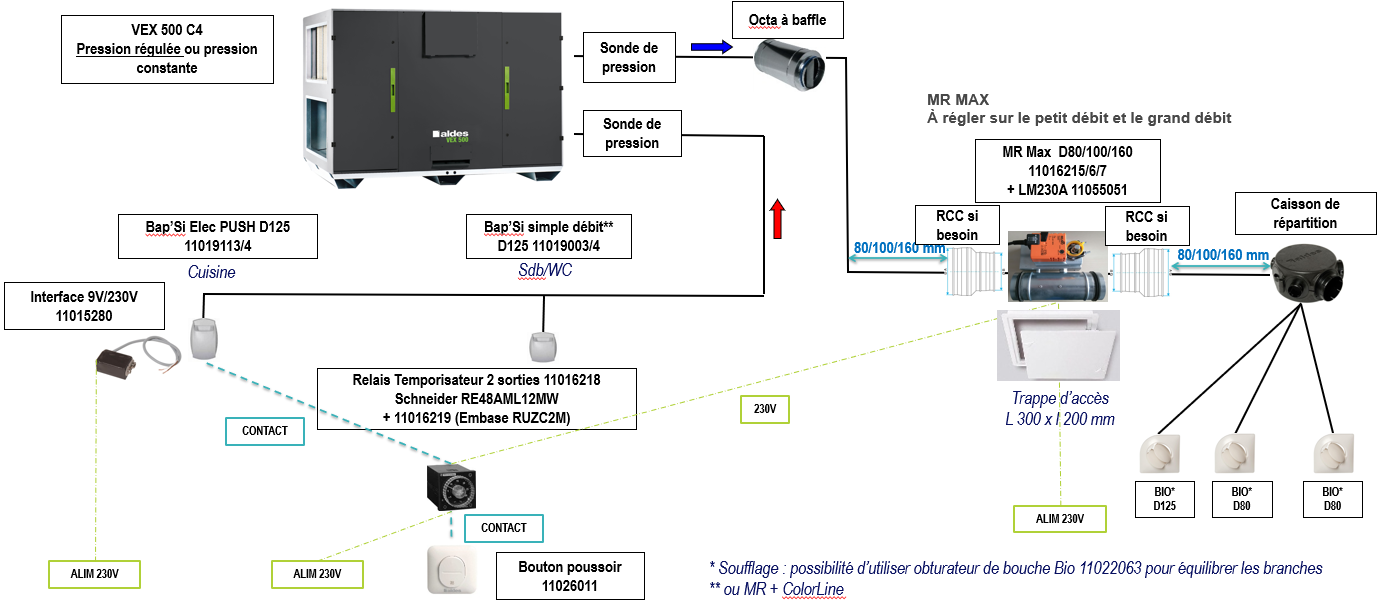 VEX 500 C4
Pression régulée ou pression
constante
aldes
VEX 500
Sonde de
pression
Octa à baffle
Sonde de
pression
MR MAX
À régler sur le petit débit et le grand débit
MR Max D80/100/160
11016215/6/7
+ LM230A 11055051
RCC si
besoin
RCC si
besoin
Caisson de
répartition
80/100/160 mm
80/100/160 mm
Bap’Si Elec PUSH D125
11019113/4
Cuisine
Bap’Si simple débit**
D125 11019003/4
Sdb/WC
Interface 9V/230V
11015280
Relais Temporisateur 2 sorties 11016218
Schneider RE48AML12MW
+ 11016219 (Embase RUZC2M)
CONTACT
230V
Trappe d’accès
L 300 x l 200 mm
BIO*
D125
BIO*
D80
BIO*
D80
CONTACT
ALIM 230V
ALIM 230V
ALIM 230V
Bouton poussoir
11026011
* Soufflage : possibilité d’utiliser obturateur de bouche Bio 11022063 pour équilibrer les branches
** ou MR + ColorLine